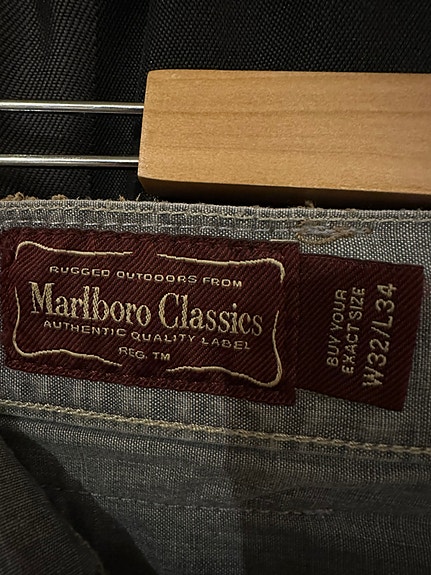 RUGGED OUTDOORS FROM
Marlboro Classics
AUTHENTIC QUALITY LABEL
REG. TM
BUY YOUR
EXACT SIZE
W32/L34